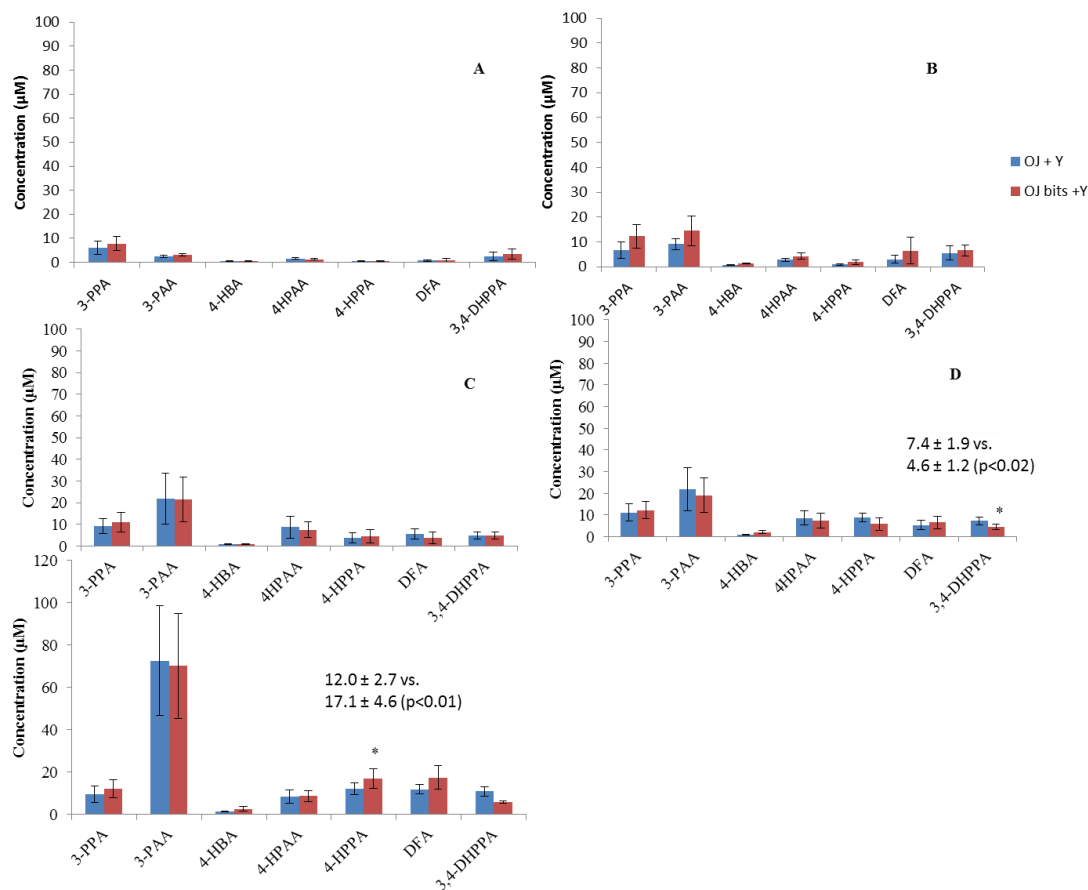 100
90
80
70
60
50
40
30
20
10
0
Concentration (µM)
A
3-PPA
3-PAA
4-HBA
4HPAA
4-HPPA
DFA
3,4-DHPPA
100
90
80
70
60
50
40
30
20
10
0
Concentration (µM)
B
3-PPA
3-PAA
4-HBA
4HPAA
4-HPPA
DFA
3,4-DHPPA
OJ + Y
OJ bits +Y
100
90
80
70
60
50
40
30
20
10
0
Concentration (µM)
C
3-PPA
3-PAA
4-HBA
4HPAA
4-HPPA
DFA
3,4-DHPPA
100
90
80
70
60
50
40
30
20
10
0
Concentration (µM)
D
7.4 ± 1.9 vs.
4.6 ± 1.2 (p<0.02)
*
3-PPA
3-PAA
4-HBA
4HPAA
4-HPPA
DFA
3,4-DHPPA
120
100
80
60
40
20
0
Concentration (µM)
12.0 ± 2.7 vs.
17.1 ± 4.6 (p<0.01)
*
3-PPA
3-PAA
4-HBA
4-HPAA
4-HPPA
DFA
3,4-DHPPA